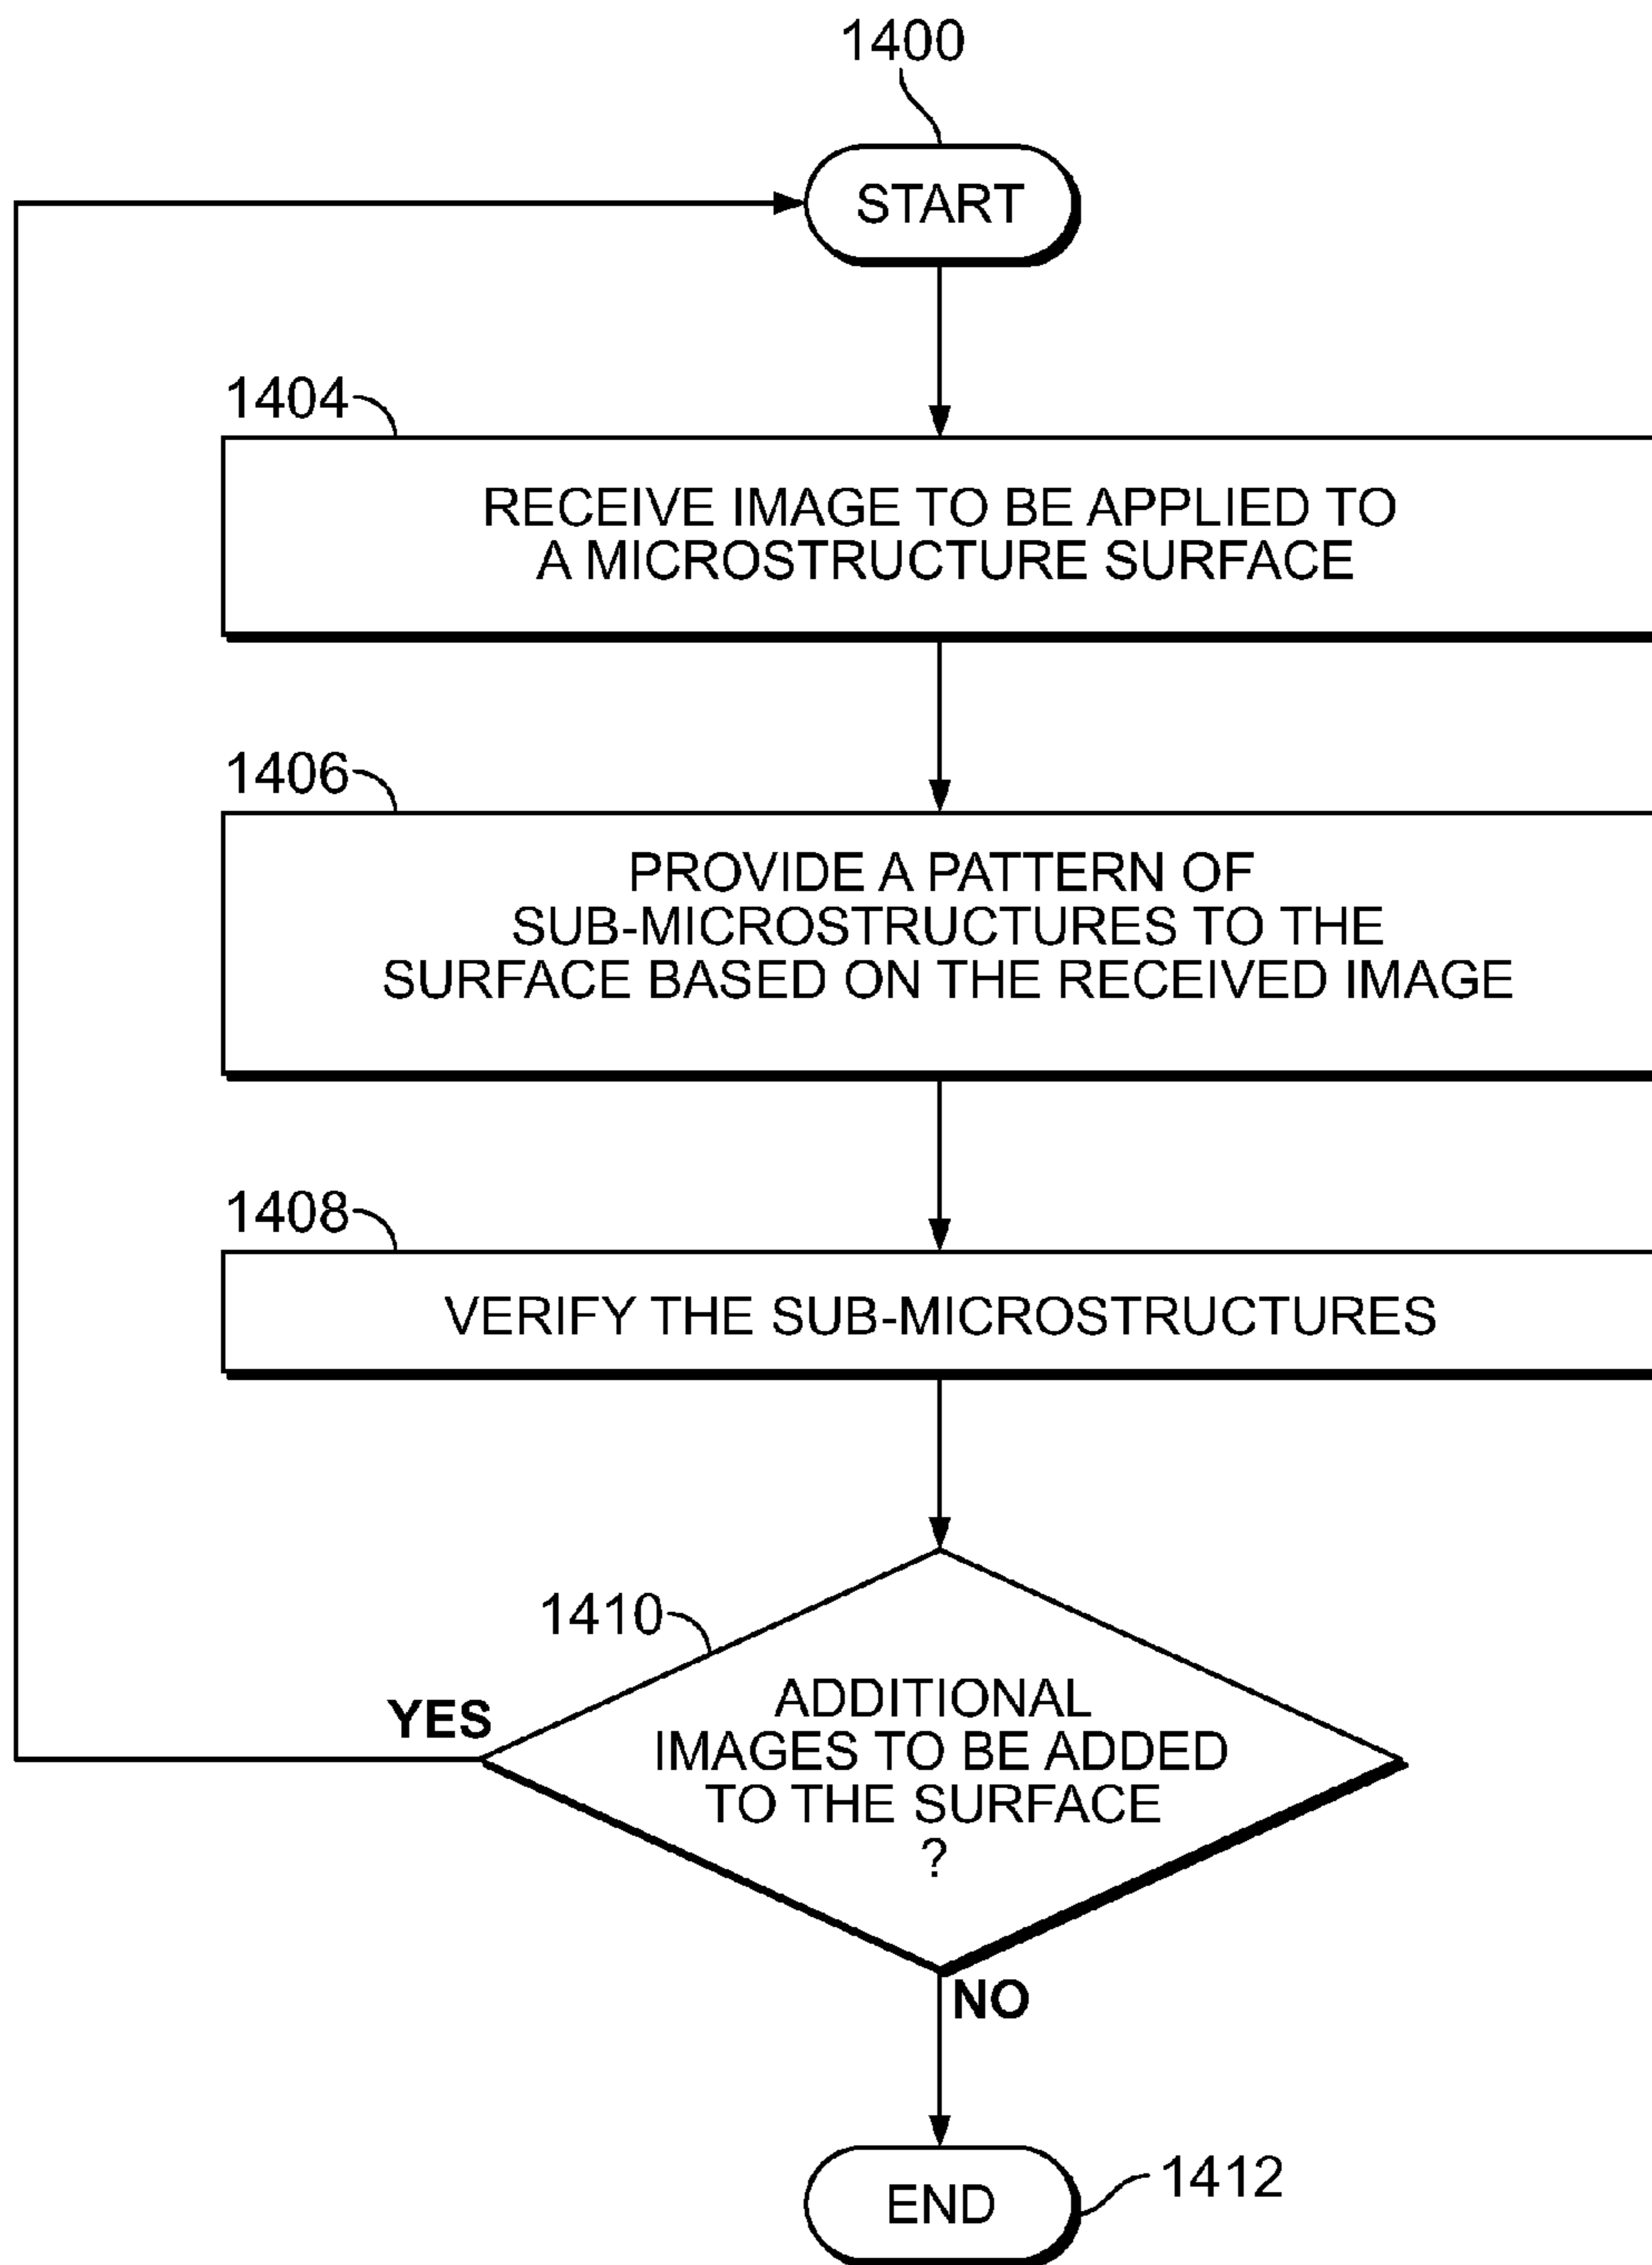 1400
START
1404
RECEIVE IMAGE TO BE APPLIED TO
A MICROSTRUCTURE SURFACE
1406
PROVIDE A PATTERN OF
SUB-MICROSTRUCTURES TO THE
SURFACE BASED ON THE RECEIVED IMAGE
1408
VERIFY THE SUB-MICROSTRUCTURES
1410
YES
ADDITIONAL
IMAGES TO BE ADDED
TO THE SURFACE
?
NO
END
1412